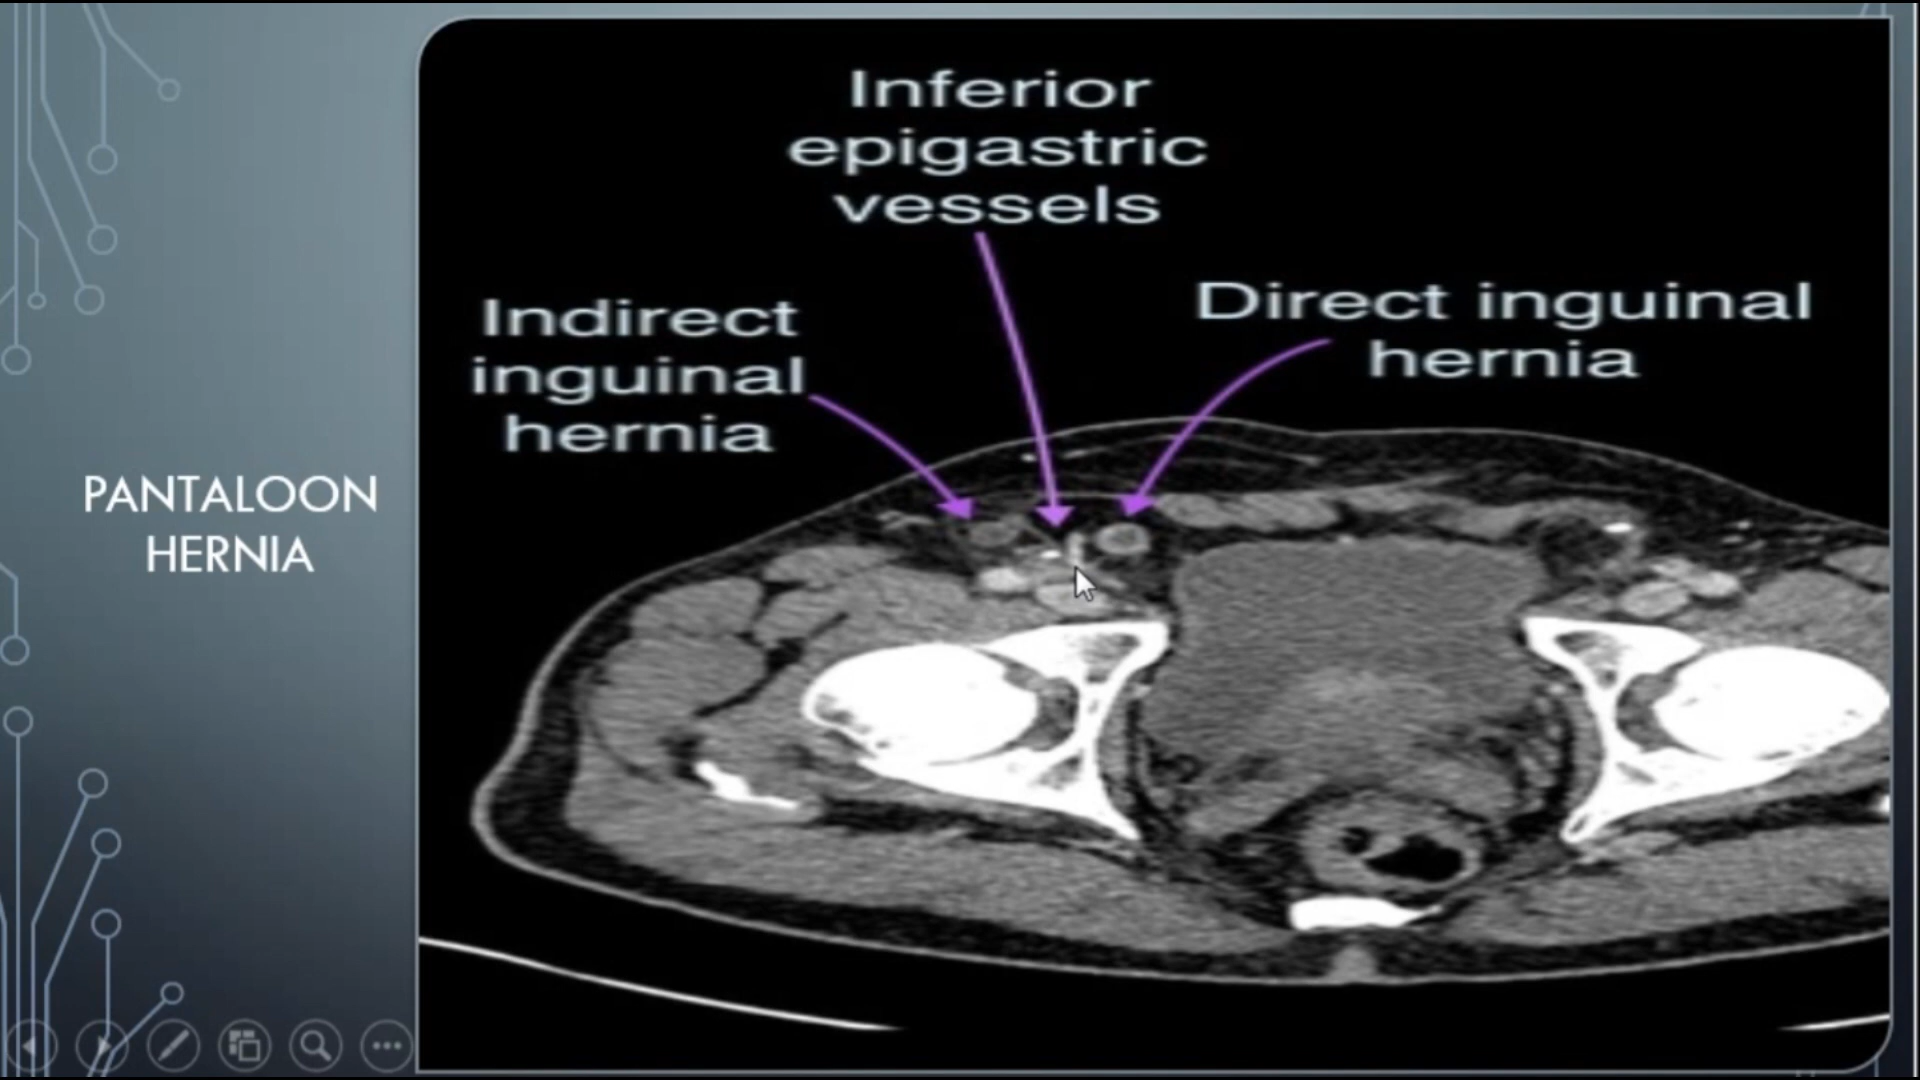 PANTALOON
HERNIA
Inferior
epigastric
vessels
Indirect
inguinal
hernia
Direct inguinal
hernia